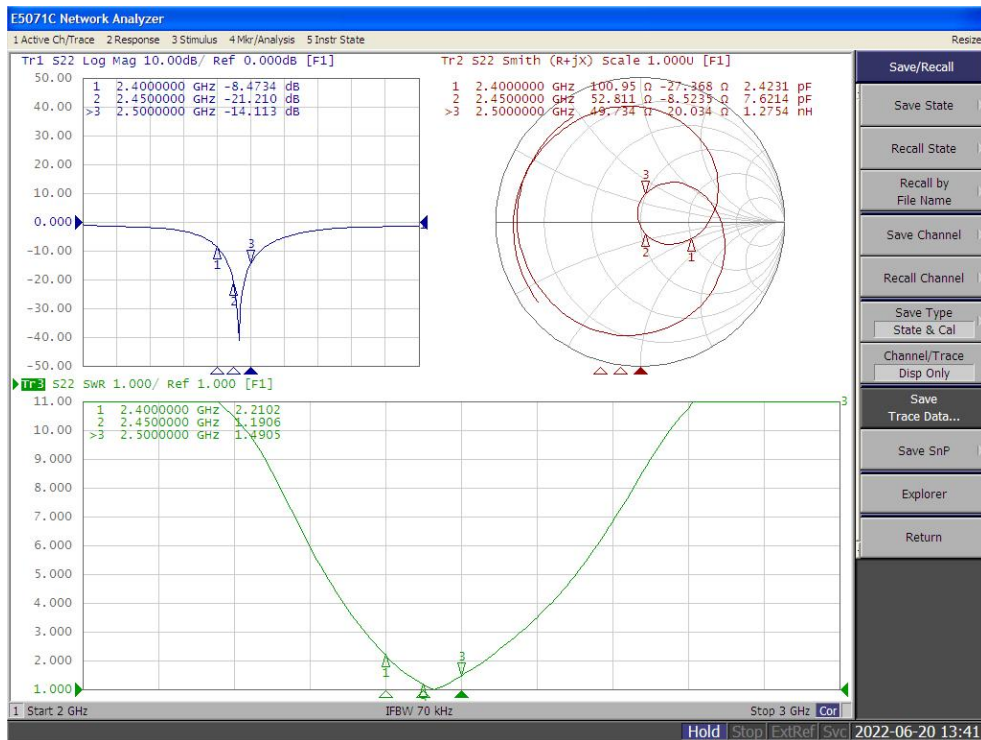 E5071C Network Analyzer
1 Active Ch/Trace 2 Response 3 Stimulus 4 Mkr/Analysis 5 Instr State
Resize
Tr1 S22 Log Mag 10.00dB/ Ref 0.000dB [F1]
50.00
40.00
30.00
20.00
10.00
0.000
-10.00
-20.00
-30.00
-40.00
-50.00
1 2.4000000 GHz -8.4734 dB
2 2.4500000 GHz -21.210 dB
>3 2.5000000 GHz -14.113 dB
1
2
3
Tr2 S22 Smith (R+jX) Scale 1.000U [F1]
1 2.4000000 GHz 100.95 Ω -27.368 Ω 2.4231 pF
2 2.4500000 GHz 52.811 Ω -8.5235 Ω 7.6214 pF
>3 2.5000000 GHz 49.734 Ω 20.034 Ω 1.2754 nH
3
2
1
Tr3 S22 SWR 1.000/ Ref 1.000 [F1]
11.00
10.00
9.000
8.000
7.000
6.000
5.000
4.000
3.000
2.000
1.000
1 2.4000000 GHz 2.2102
2 2.4500000 GHz 1.1906
>3 2.5000000 GHz 1.4905
1
3
3
1 Start 2 GHz
IFBW 70 kHz
Stop 3 GHz Cor
Save/Recall
Save State
Recall State
Recall by
File Name
Save Channel
Recall Channel
Save Type
State & Cal
Channel/Trace
Disp Only
Save
Trace Data...
Save SnP
Explorer
Return
Hold Stop ExtRef Svc 2022-06-20 13:41